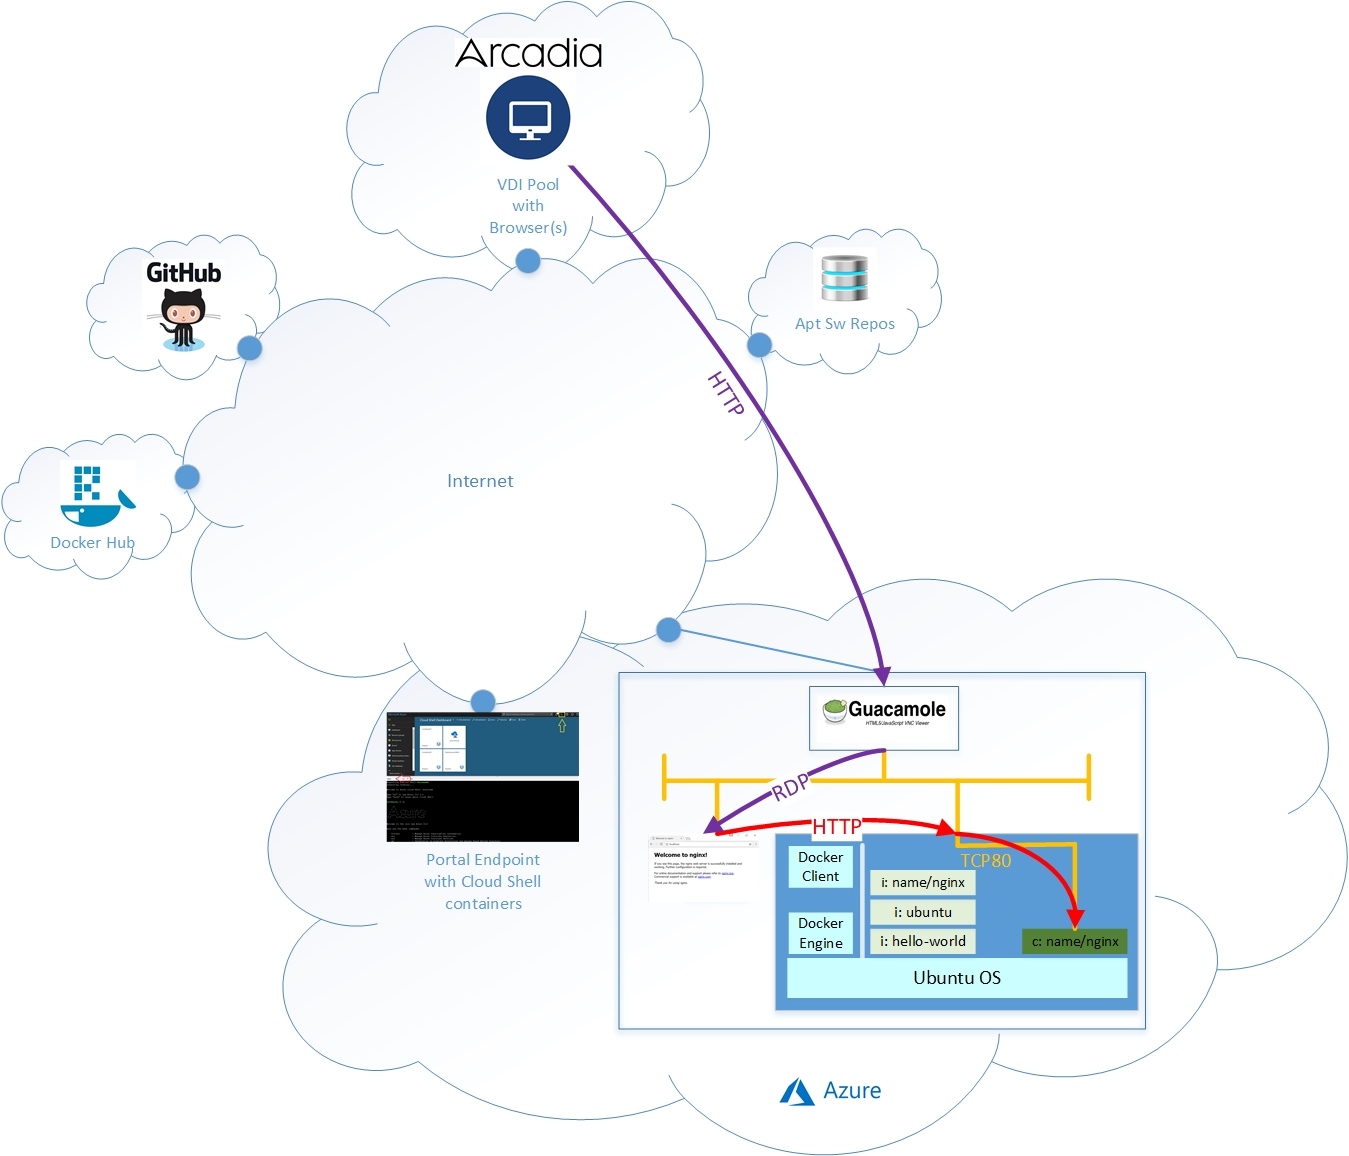 Arcadia
VDI Pool
with
Browser(s)
GitHub
Apt Sw Repos
HTTP
Internet
Docker Hub
Guacamole
HTML5/JavaScript VNC Viewer
RDP
HTTP
Welcome to nginx!
TCP80
Docker
Client
i: name/nginx
i: ubuntu
Docker
Engine
i: hello-world
c: name/nginx
Ubuntu OS
Portal Endpoint
with Cloud Shell
containers
Azure